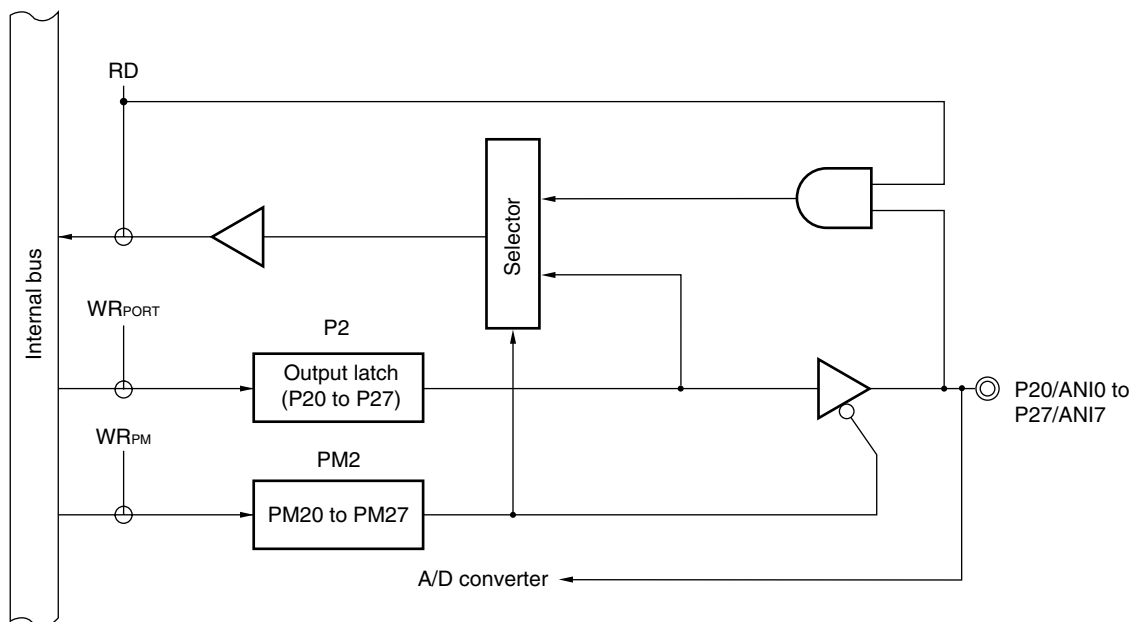 RD
Internal bus
Selector
WRPORT
P2
Output latch
(P20 to P27)
P20/ANI0 to
P27/ANI7
WRPM
PM2
PM20 to PM27
A/D converter